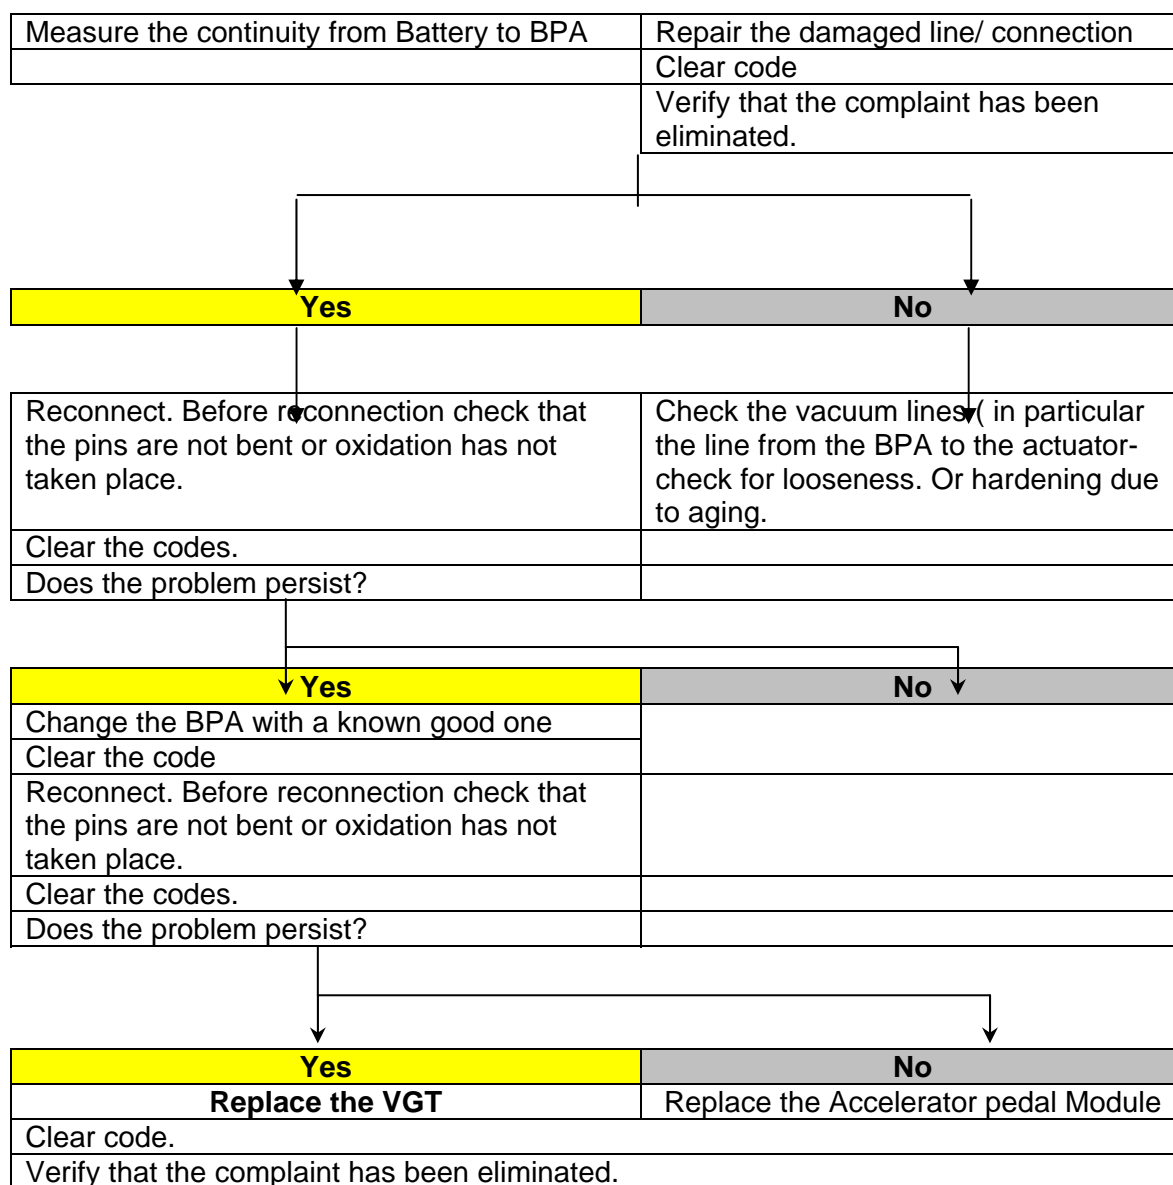 Measure the continuity from Battery to BPA
Repair the damaged line/ connection
Clear code
Verify that the complaint has been
eliminated.
Yes
No
Reconnect. Before reconnection check that
the pins are not bent or oxidation has not
taken place.
Check the vacuum lines ( in particular
the line from the BPA to the actuator-
check for looseness. Or hardening due
to aging.
Clear the codes.
Does the problem persist?
Yes
No
Change the BPA with a known good one
Clear the code
Reconnect. Before reconnection check that
the pins are not bent or oxidation has not
taken place.
Clear the codes.
Does the problem persist?
Yes
No
Replace the VGT
Replace the Accelerator pedal Module
Clear code.
Verify that the complaint has been eliminated.